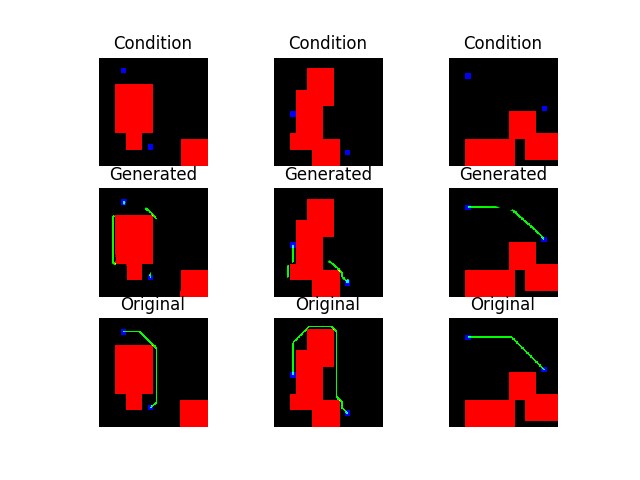 Condition Condition Condition
Generated Generated Generated
Original Original Original